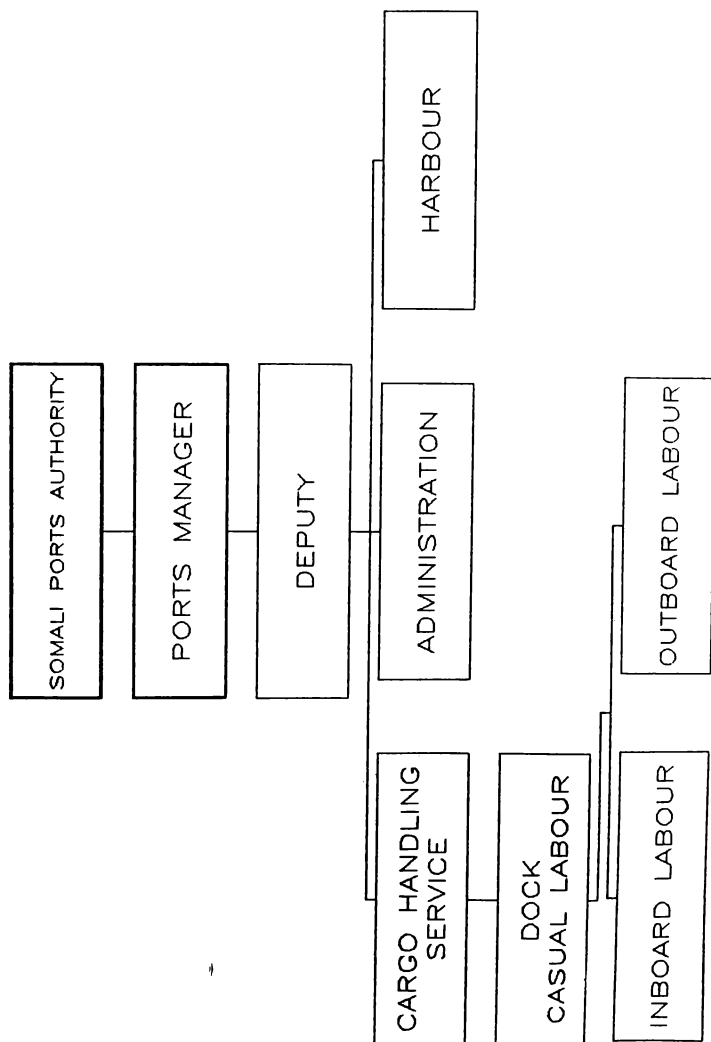 SOMALI PORTS AUTHORITY
PORTS MANAGER
DEPUTY
CARGO HANDLING
SERVICE
ADMINISTRATION
HARBOUR
DOCK
CASUAL LABOUR
INBOARD LABOUR
OUTBOARD LABOUR